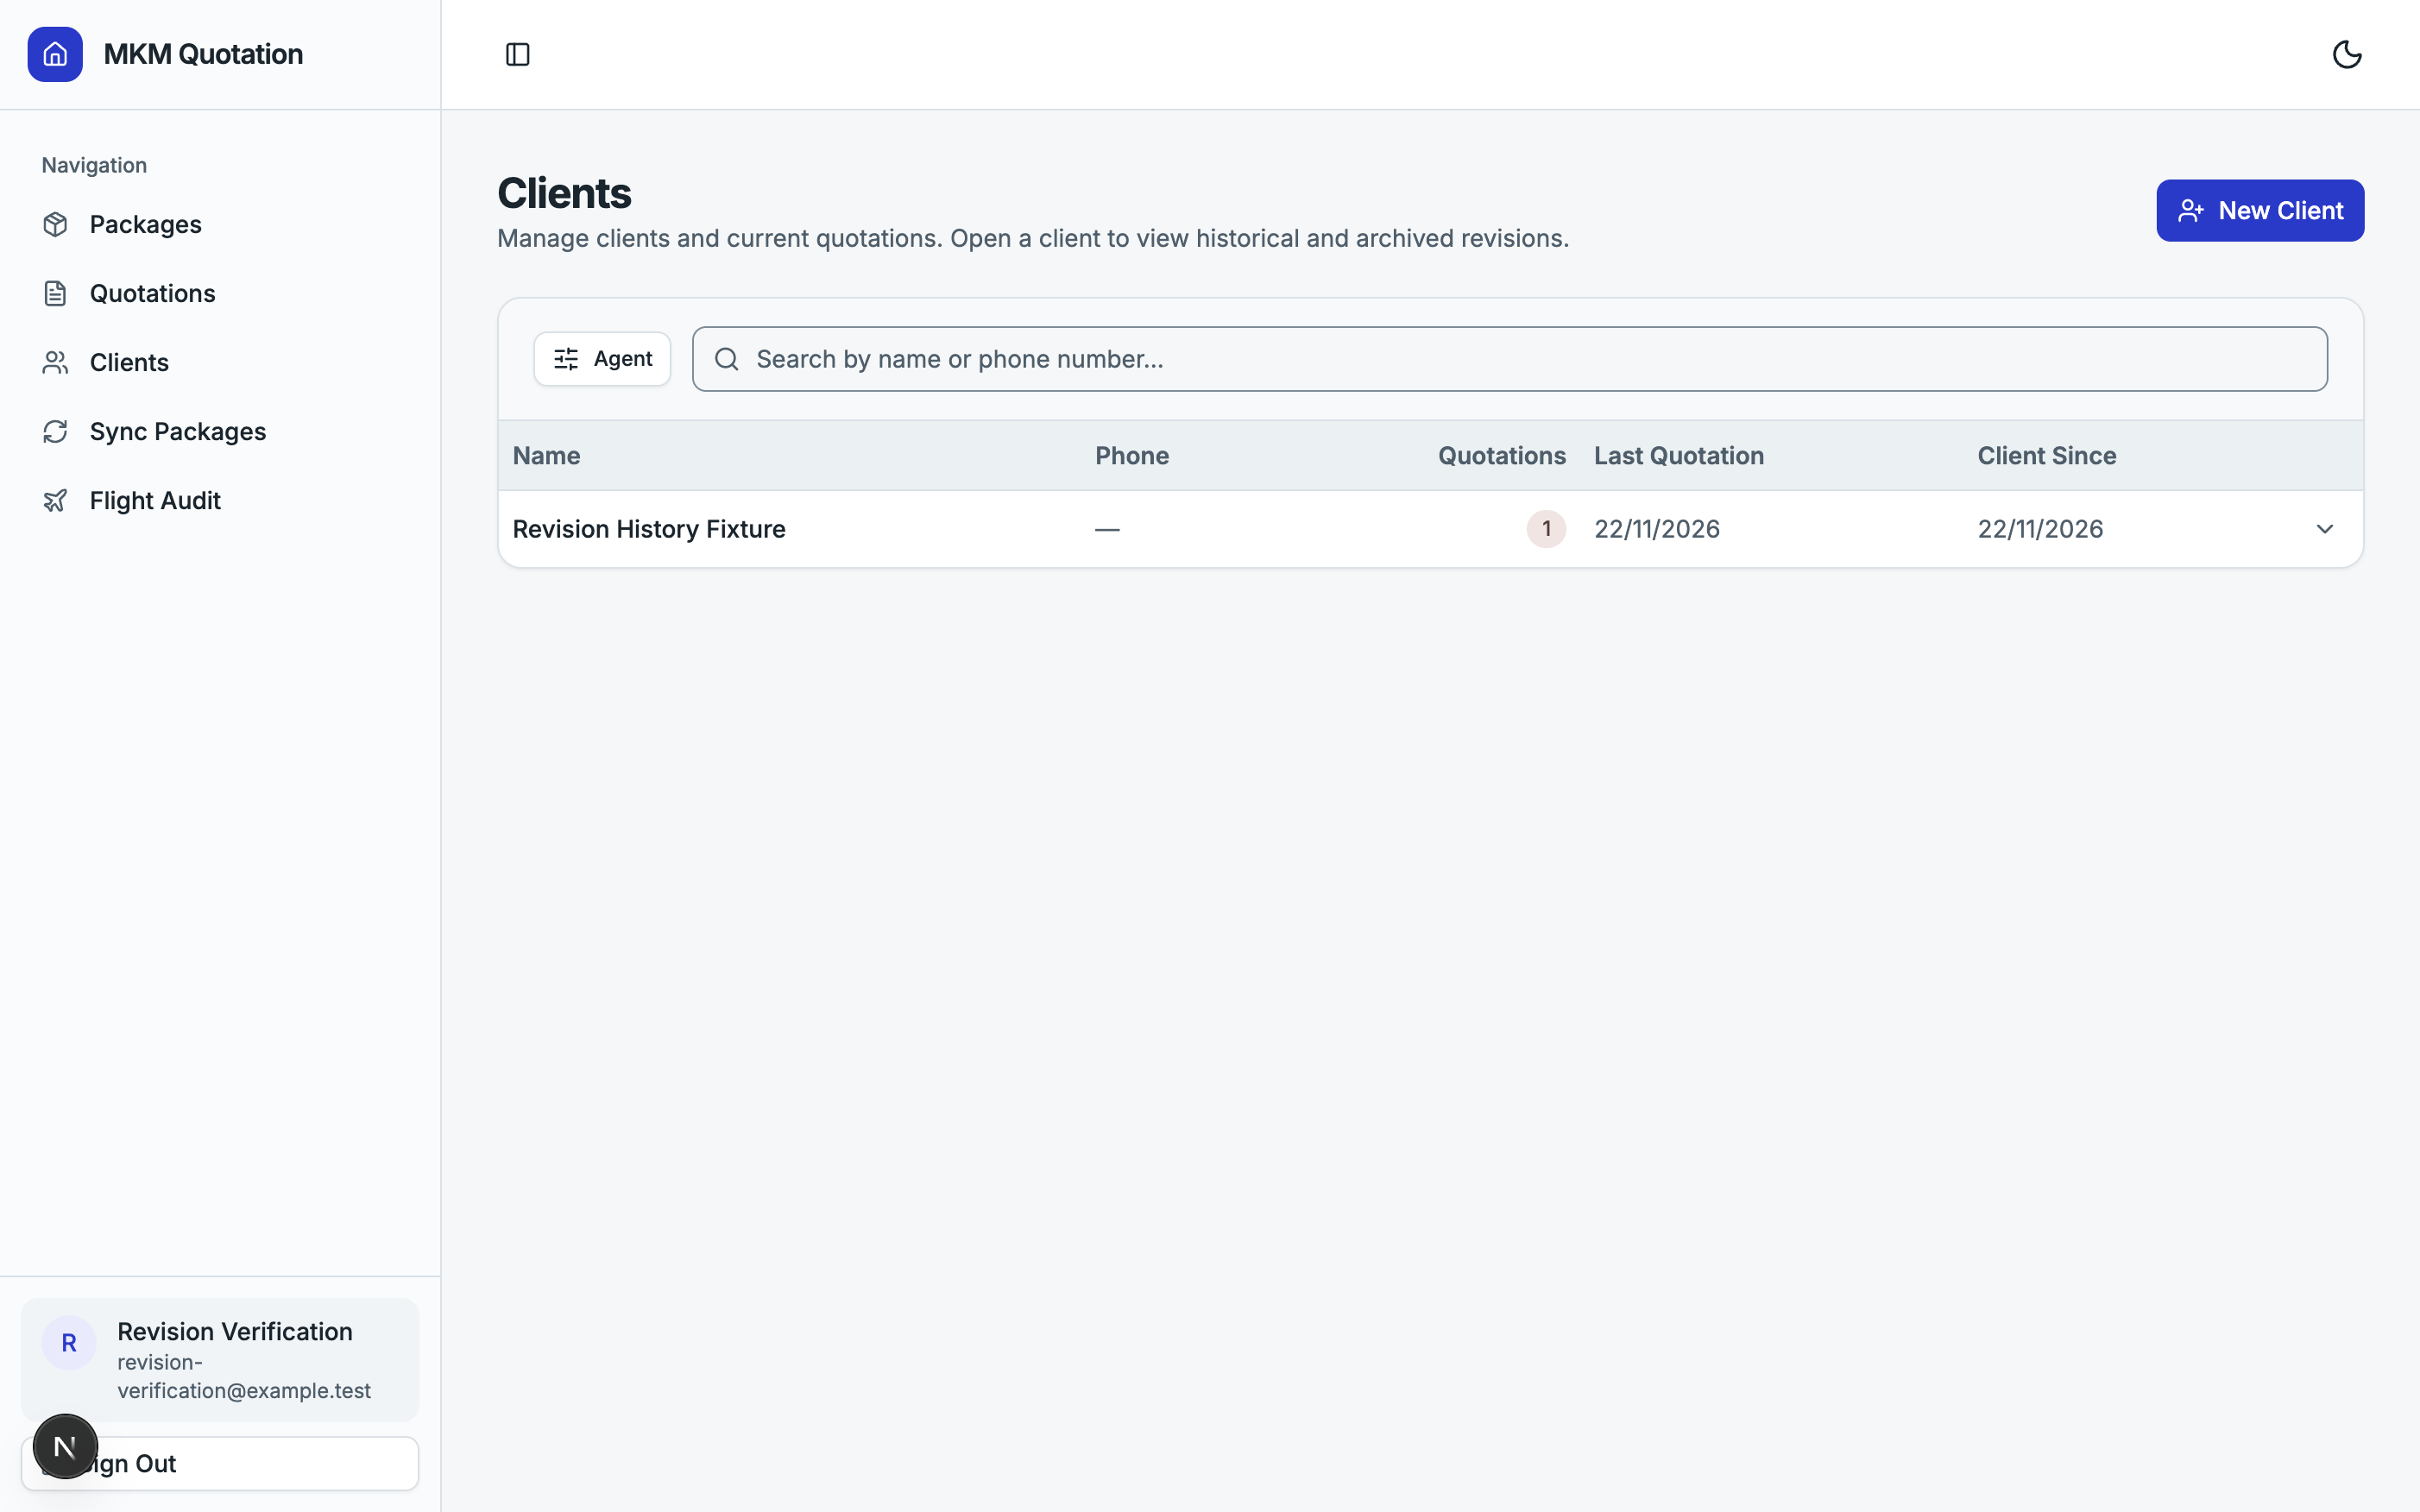 MKM Quotation
Navigation
Packages
Quotations
Clients
Sync Packages
Flight Audit
Clients
Manage clients and current quotations. Open a client to view historical and archived revisions.
New Client
Agent
Search by name or phone number...
Name Phone Quotations Last Quotation Client Since
Revision History Fixture — 1 22/11/2026 22/11/2026
R
Revision Verification
revision-
verification@example.test
N
ign Out